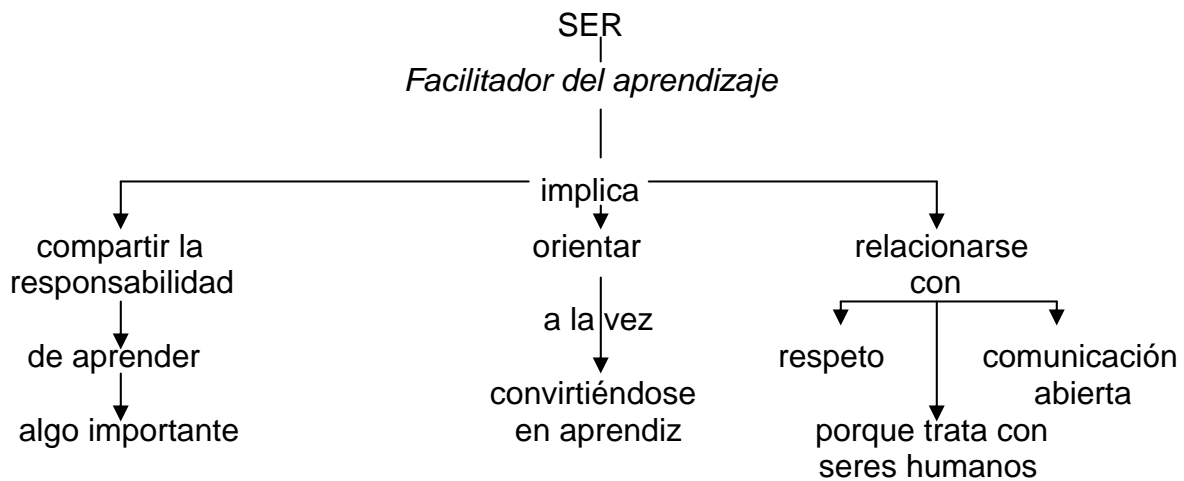 SER
Facilitador del aprendizaje
implica
compartir la
responsabilidad
de aprender
algo importante
orientar
a la vez
convirtiéndose
en aprendiz
relacionarse
con
respeto
porque trata con
seres humanos
comunicación
abierta